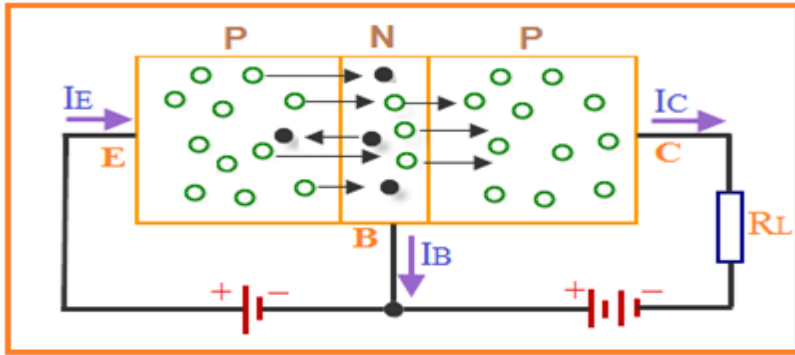 P N P
IE IC
E C
B IB
RL
+ − + −